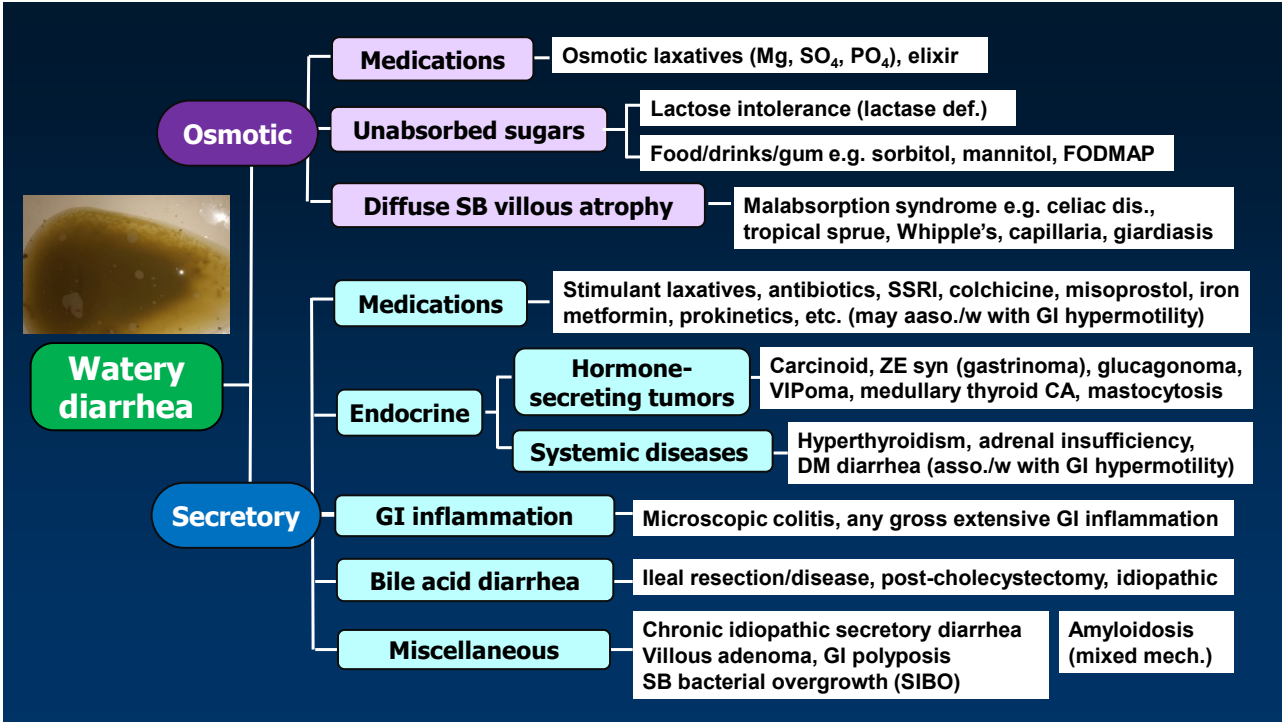 Medications
Osmotic laxatives (Mg, SO₄, PO₄), elixir
Osmotic
Unabsorbed sugars
Lactose intolerance (lactase def.)
Food/drinks/gum e.g. sorbitol, mannitol, FODMAP
Diffuse SB villous atrophy
Malabsorption syndrome e.g. celiac dis.,
tropical sprue, Whipple's, capillaria, giardiasis
Watery
diarrhea
Medications
Stimulant laxatives, antibiotics, SSRI, colchicine, misoprostol, iron
metformin, prokinetics, etc. (may aaso./w with GI hypermotility)
Endocrine
Hormone-
secreting tumors
Carcinoid, ZE syn (gastrinoma), glucagonoma,
VIPoma, medullary thyroid CA, mastocytosis
Systemic diseases
Hyperthyroidism, adrenal insufficiency,
DM diarrhea (asso./w with GI hypermotility)
Secretory
GI inflammation
Microscopic colitis, any gross extensive GI inflammation
Bile acid diarrhea
Ileal resection/disease, post-cholecystectomy, idiopathic
Miscellaneous
Chronic idiopathic secretory diarrhea
Villous adenoma, GI polyposis
SB bacterial overgrowth (SIBO)
Amyloidosis
(mixed mech.)